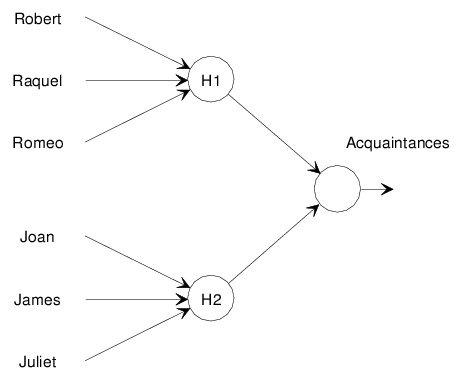 Robert
Raquel
H1
Romeo
Acquaintances
Joan
James
H2
Juliet